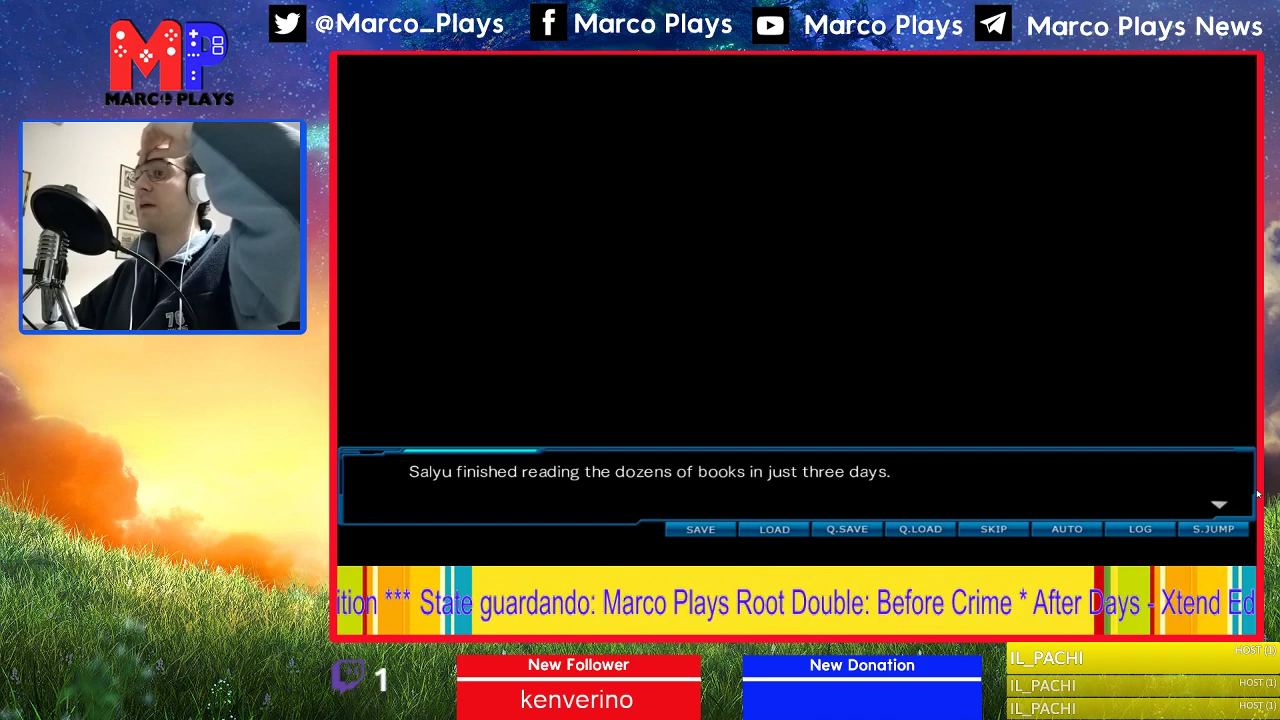 @Marco_Plays
Marco Plays
Marco Plays
Marco Plays News
MP
MARCO PLAYS
Salyu finished reading the dozens of books in just three days.
SAVE
LOAD
Q.SAVE
Q.LOAD
SKIP
AUTO
LOG
S.JUMP
ition *** State guardando: Marco Plays Root Double: Before Crime * After Days - Xtend Ed
1
New Follower
kenverino
New Donation
IL_PACHI HOST (1)
IL_PACHI HOST (1)
IL_PACHI HOST (1)